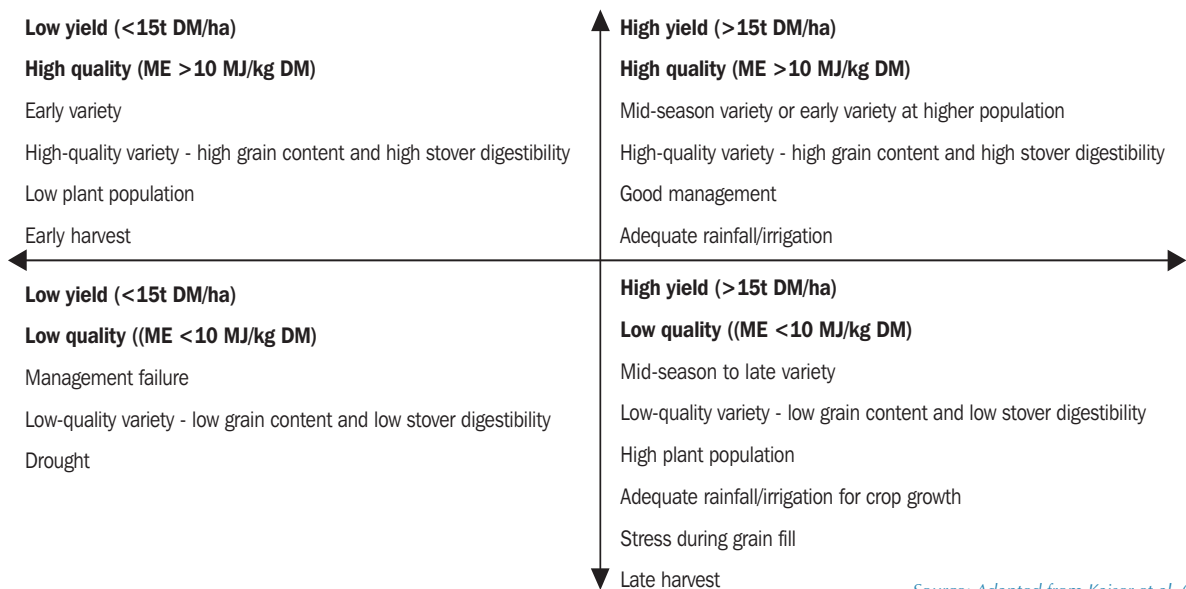 Low yield (<15t DM/ha)
High quality (ME >10 MJ/kg DM)
Early variety
High-quality variety - high grain content and high stover digestibility
Low plant population
Early harvest
High yield (>15t DM/ha)
High quality (ME >10 MJ/kg DM)
Mid-season variety or early variety at higher population
High-quality variety - high grain content and high stover digestibility
Good management
Adequate rainfall/irrigation
Low yield (<15t DM/ha)
Low quality ((ME <10 MJ/kg DM)
Management failure
Low-quality variety - low grain content and low stover digestibility
Drought
High yield (>15t DM/ha)
Low quality ((ME <10 MJ/kg DM)
Mid-season to late variety
Low-quality variety - low grain content and low stover digestibility
High plant population
Adequate rainfall/irrigation for crop growth
Stress during grain fill
Late harvest